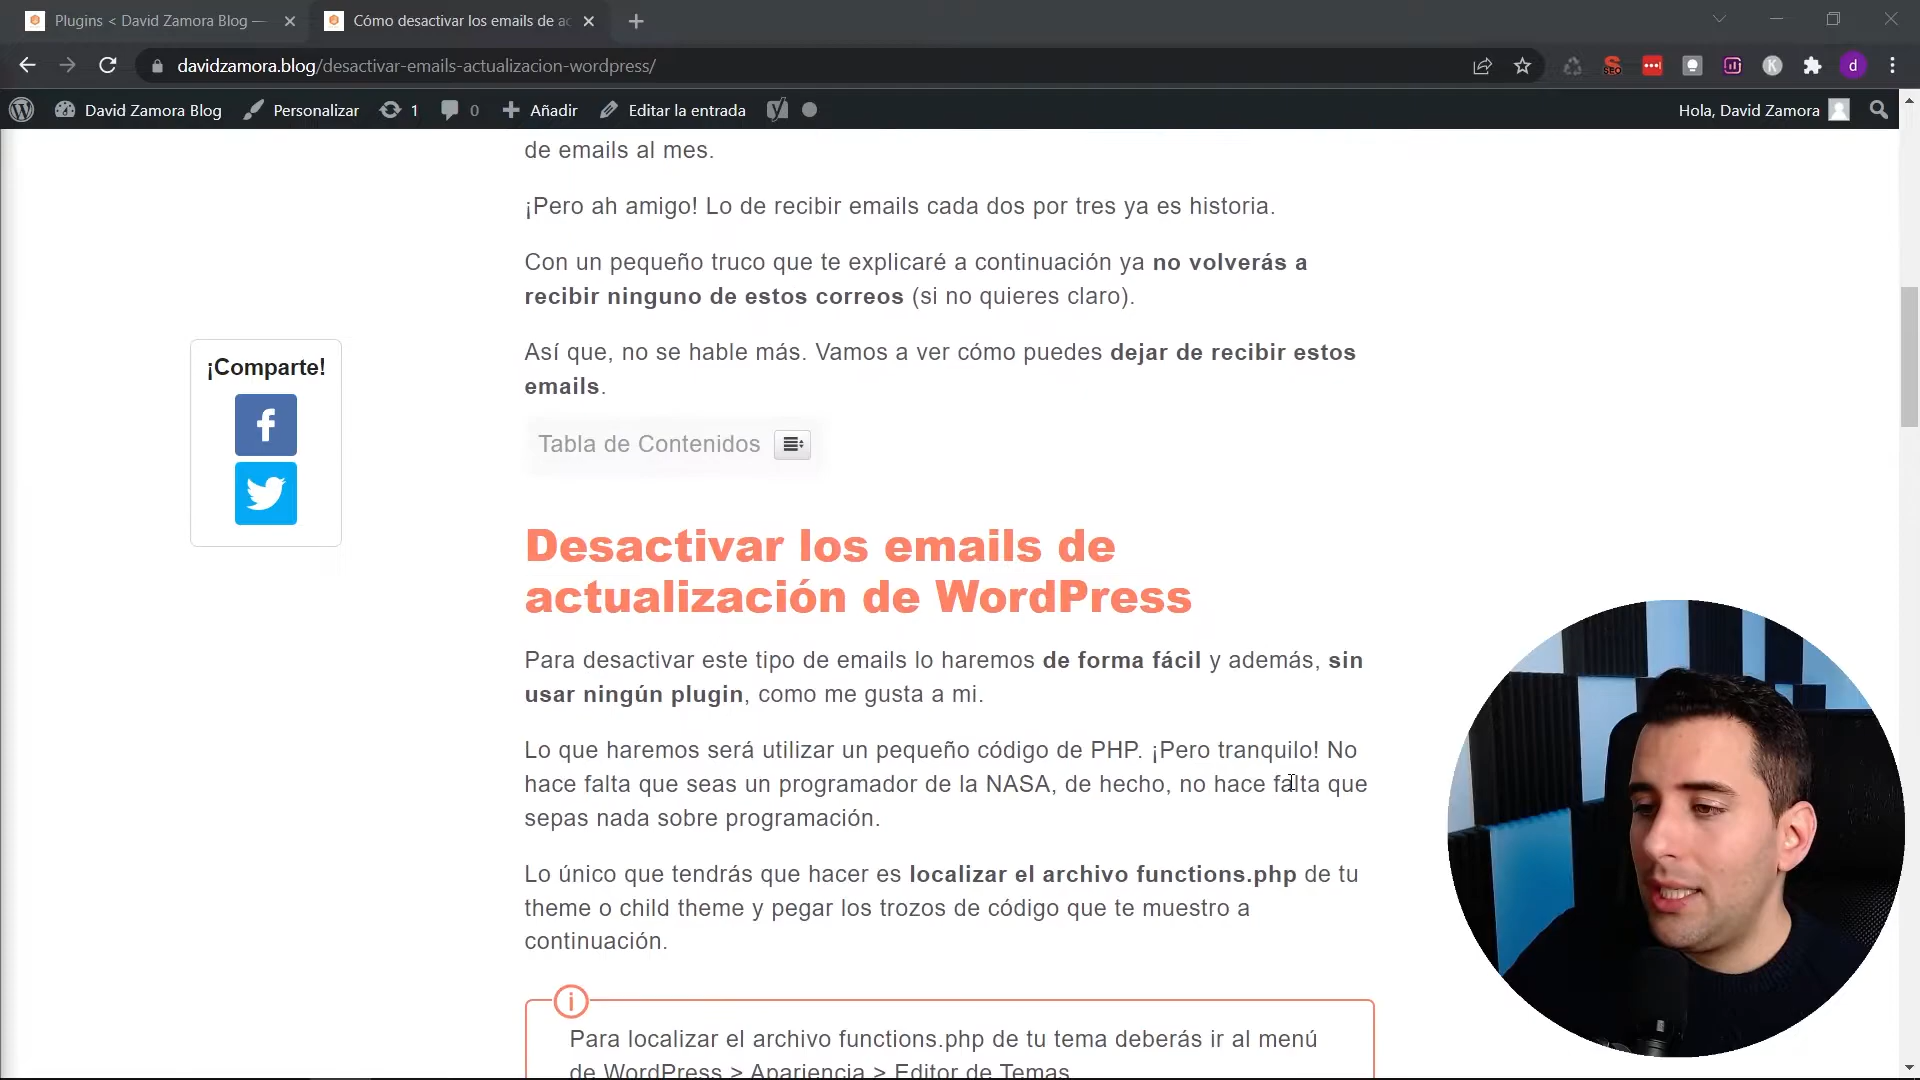 Plugins < David Zamora Blog —
Cómo desactivar los emails de ac
davidzamora.blog/desactivar-emails-actualizacion-wordpress/
SEO
K
d
David Zamora Blog
Personalizar
1
0
Añadir
Editar la entrada
Hola, David Zamora
de emails al mes.
¡Pero ah amigo! Lo de recibir emails cada dos por tres ya es historia.
Con un pequeño truco que te explicaré a continuación ya no volverás a
recibir ninguno de estos correos (si no quieres claro).
Así que, no se hable más. Vamos a ver cómo puedes dejar de recibir estos
emails.
¡Comparte!
Tabla de Contenidos
Desactivar los emails de
actualización de WordPress
Para desactivar este tipo de emails lo haremos de forma fácil y además, sin
usar ningún plugin, como me gusta a mi.
Lo que haremos será utilizar un pequeño código de PHP. ¡Pero tranquilo! No
hace falta que seas un programador de la NASA, de hecho, no hace falta que
sepas nada sobre programación.
Lo único que tendrás que hacer es localizar el archivo functions.php de tu
theme o child theme y pegar los trozos de código que te muestro a
continuación.
Para localizar el archivo functions.php de tu tema deberás ir al menú
de WordPress > Apariencia > Editor de Temas